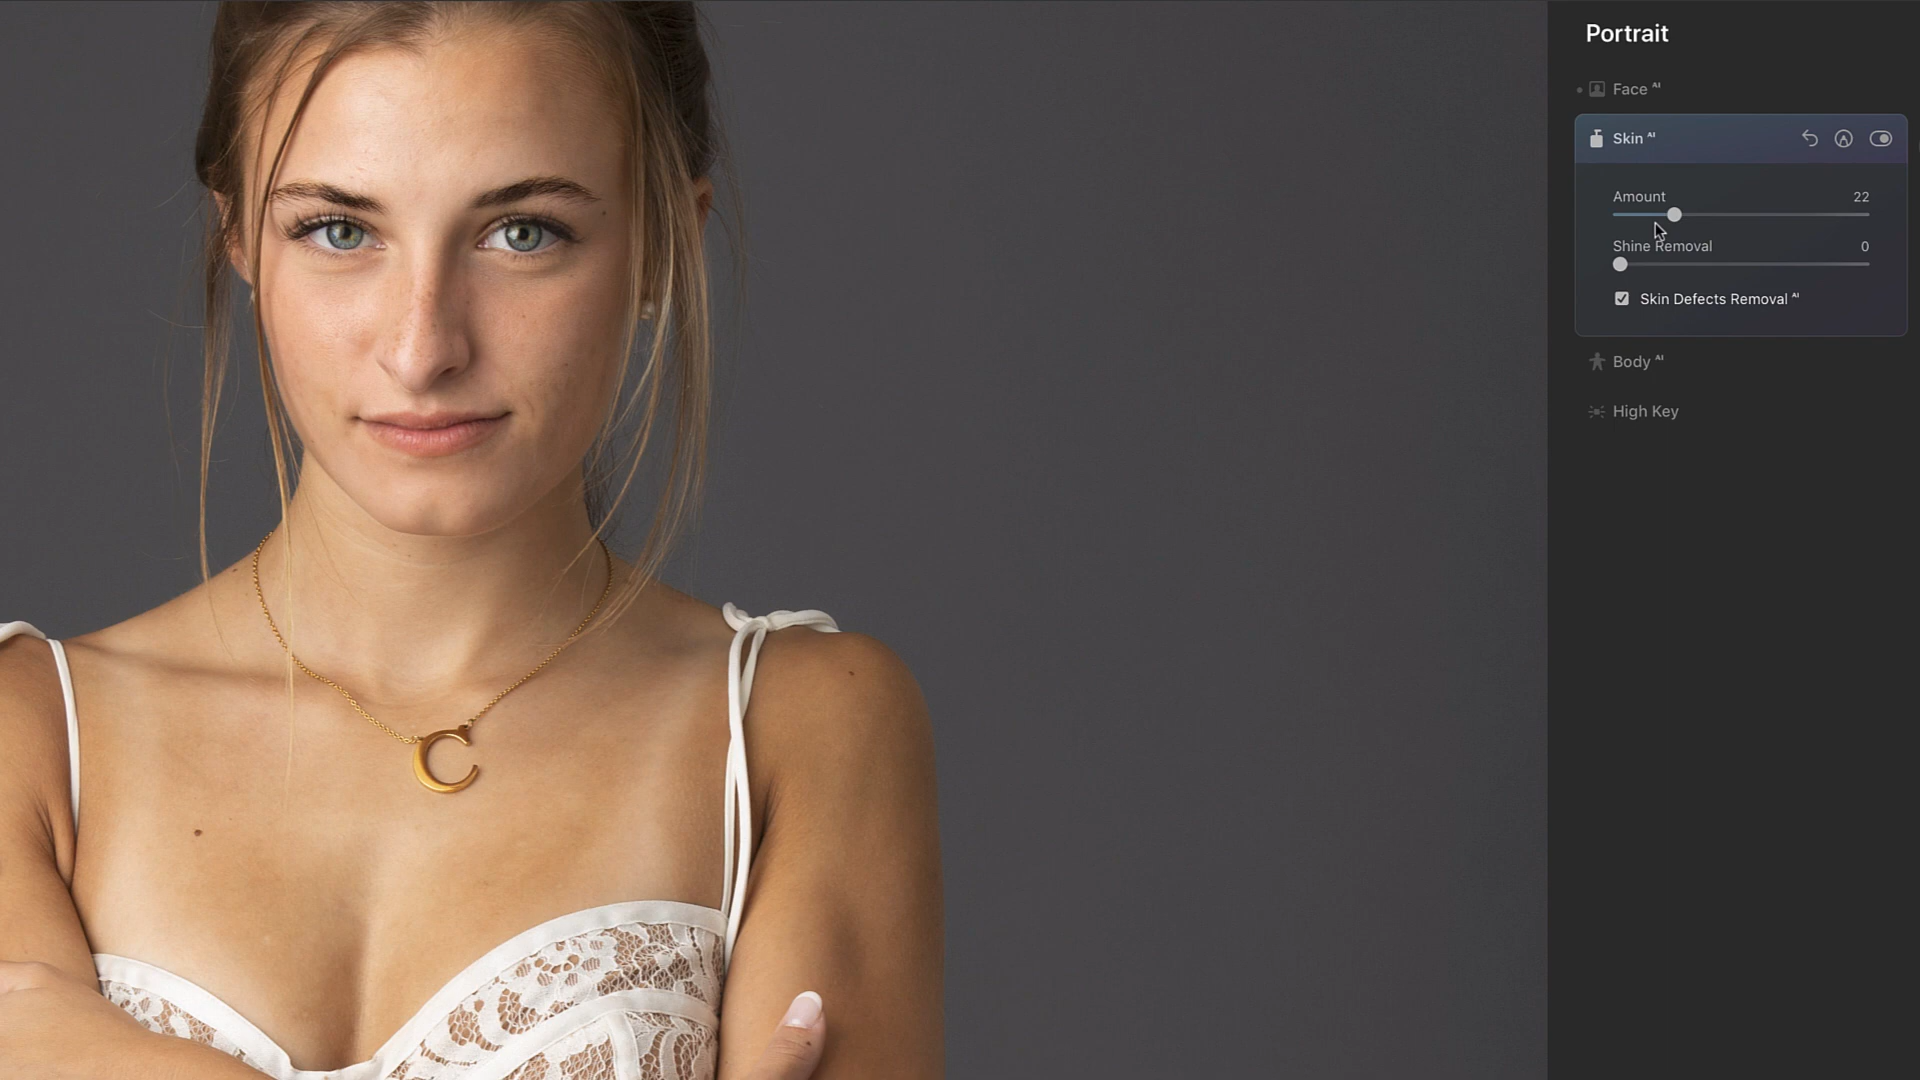 Portrait
Face AI
Skin AI
Amount 22
Shine Removal 0
Skin Defects Removal AI
Body AI
High Key
C